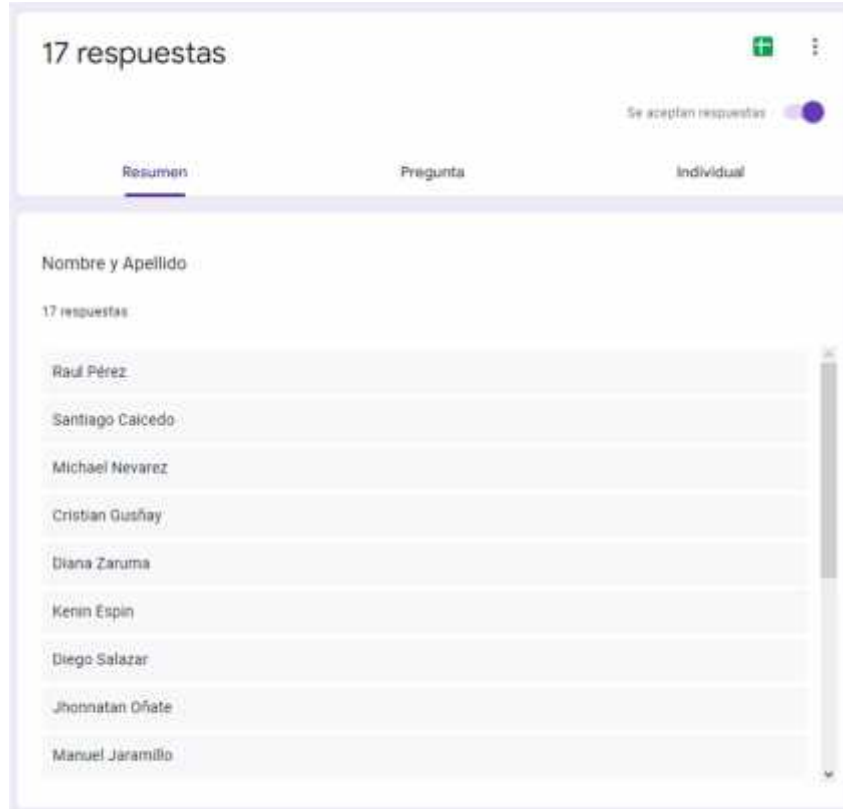 17 respuestas
Se aceptan respuestas
Resumen Pregunta Individual
Nombre y Apellido
17 respuestas
Raul Pérez
Santiago Caicedo
Michael Nevarez
Cristian Gusñay
Diana Zaruma
Kenin Espin
Diego Salazar
Jhonnatan Oñate
Manuel Jaramillo